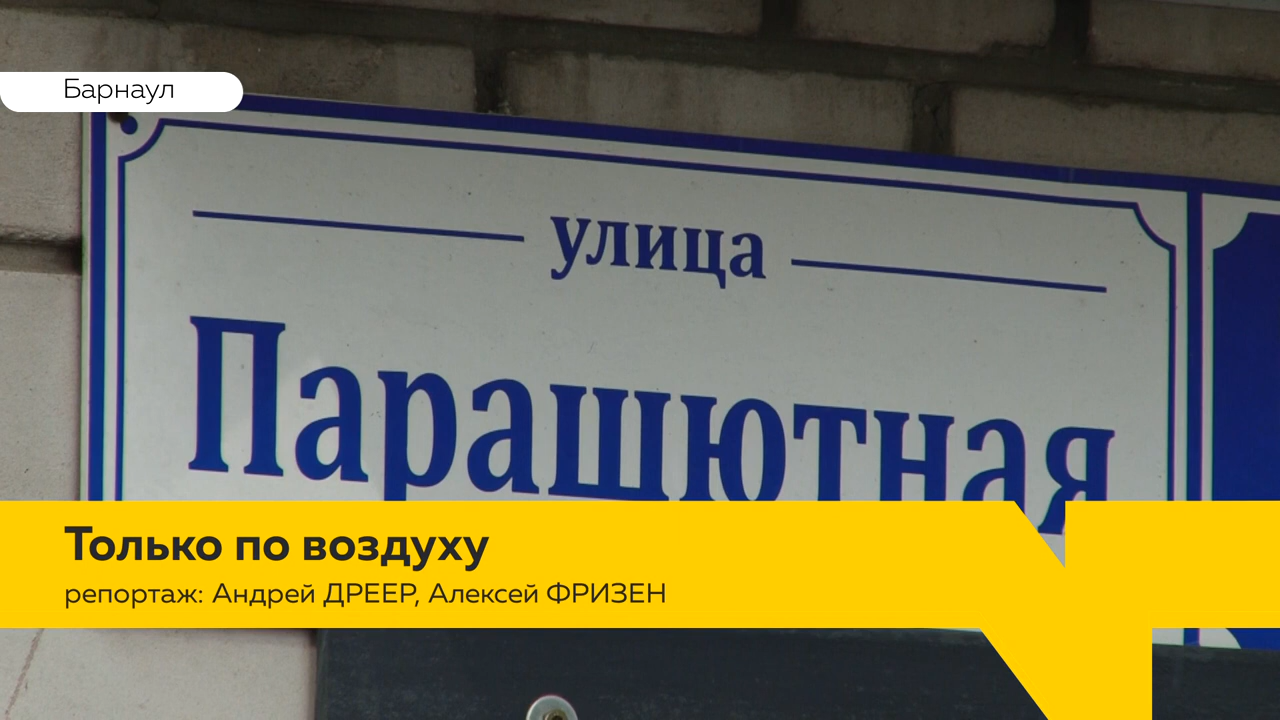 Барнаул
улица
Парашютная
Только по воздуху
репортаж: Андрей ДРЕЕР, Алексей ФРИЗЕН